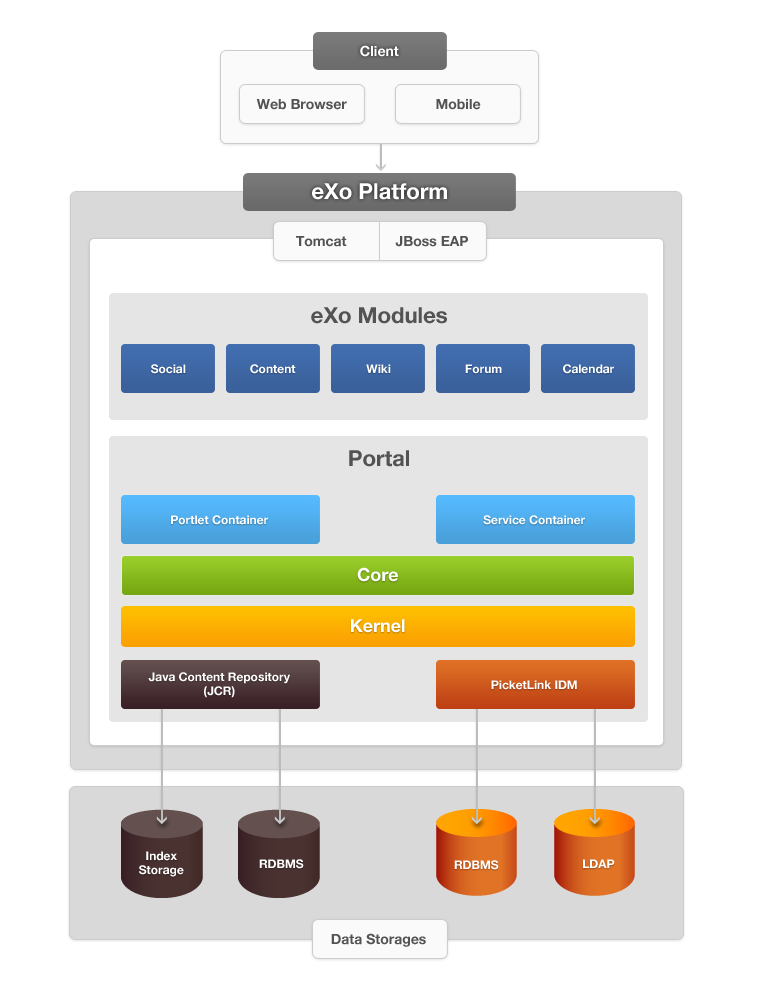 Client
Web Browser
Mobile
eXo Platform
Tomcat
JBoss EAP
eXo Modules
Social
Content
Wiki
Forum
Calendar
Portal
Portlet Container
Service Container
Core
Kernel
Java Content Repository
(JCR)
PicketLink IDM
Index
Storage
RDBMS
RDBMS
LDAP
Data Storages